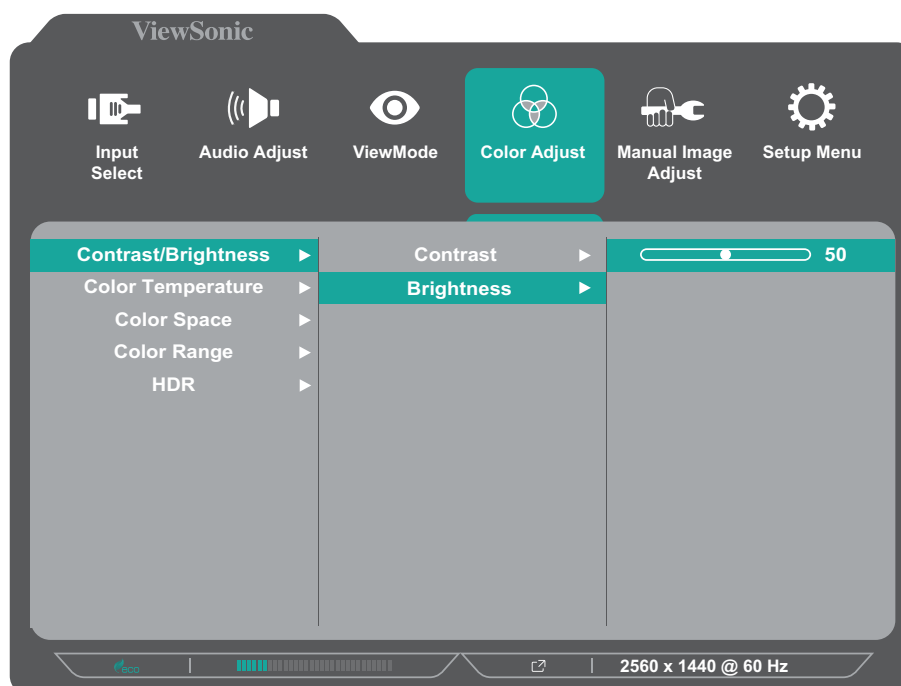 ViewSonic
Input
Select
Audio Adjust
ViewMode
Color Adjust
Manual Image
Adjust
Setup Menu
Contrast/Brightness
Contrast
50
Color Temperature
Brightness
Color Space
Color Range
HDR
eco
2560 x 1440 @ 60 Hz